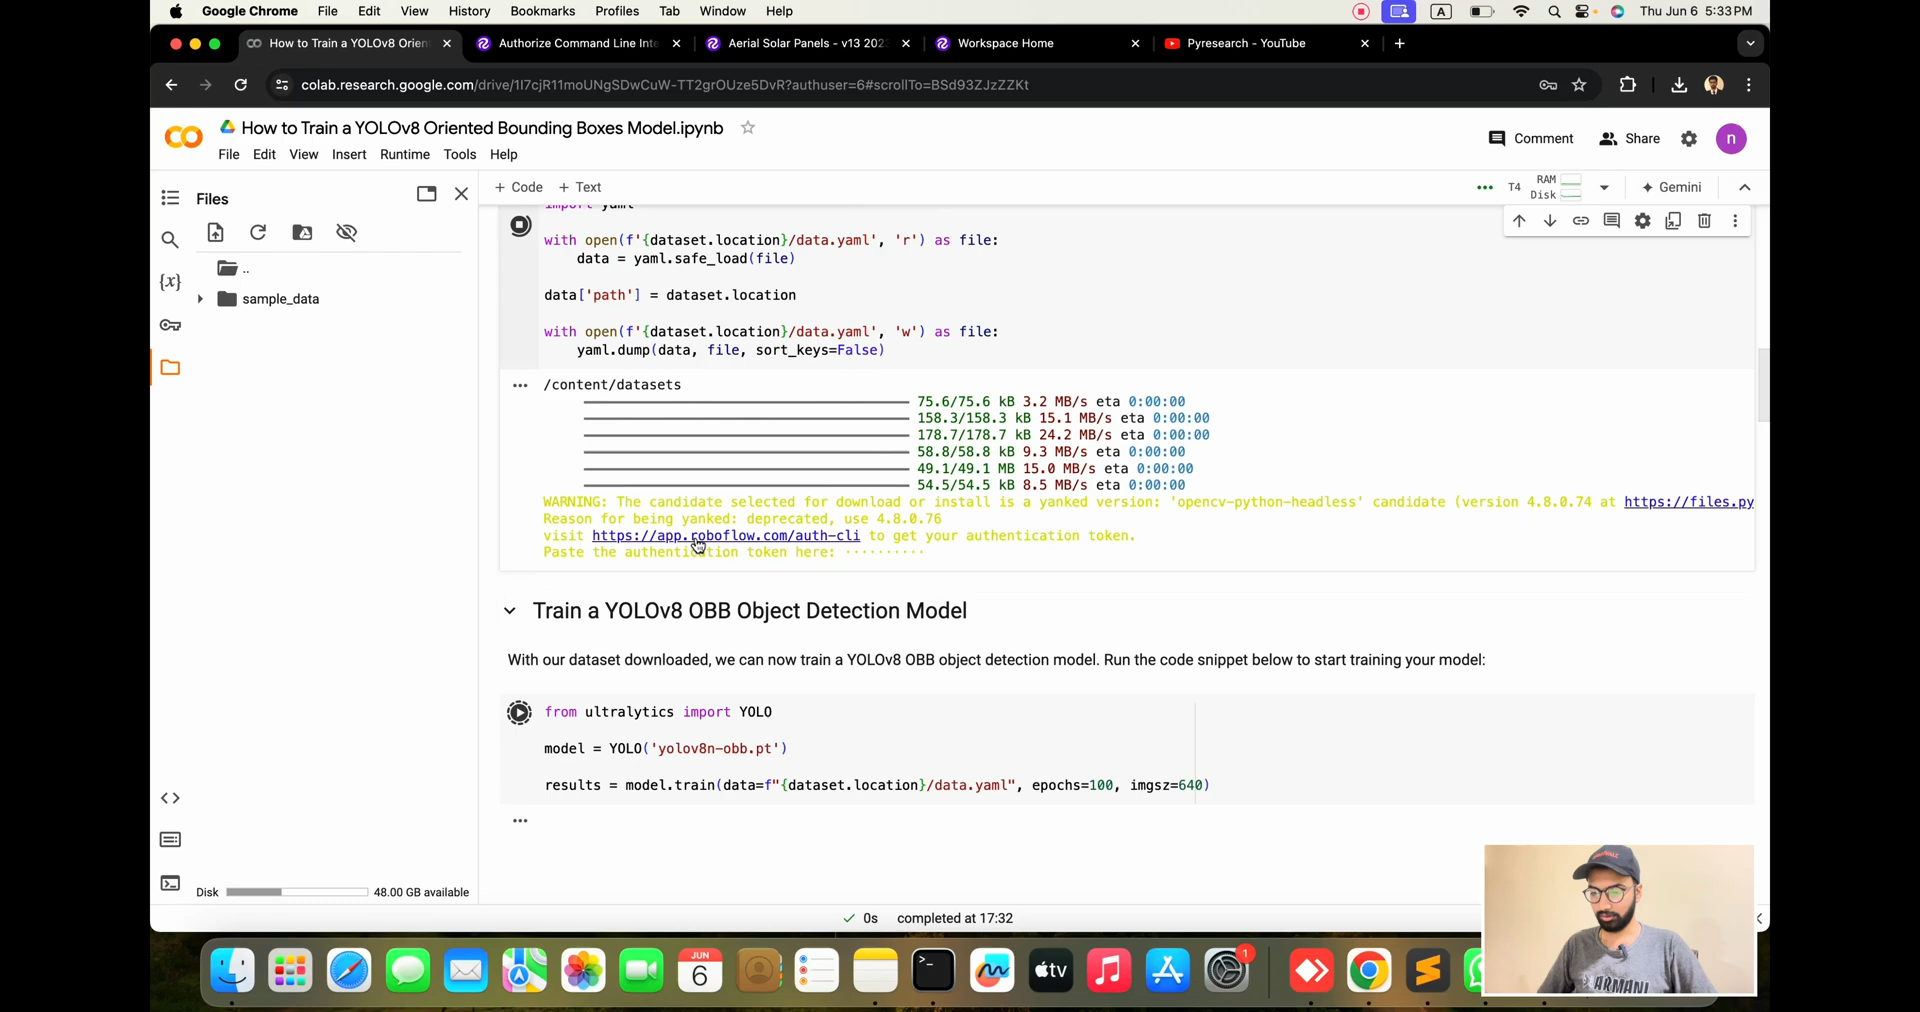 Google Chrome File Edit View History Bookmarks Profiles Tab Window Help A Thu Jun 6 5:33 PM
How to Train a YOLOv8 Orien Authorize Command Line Inte Aerial Solar Panels - v13 202 Workspace Home Pyresearch - YouTube
colab.research.google.com/drive/1I7cjR11moUNgSDwCuW-TT2grOUze5DvR?authuser=6#scrollTo=BSd93ZJzZZKt
How to Train a YOLOv8 Oriented Bounding Boxes Model.ipynb
Comment Share n
File Edit View Insert Runtime Tools Help
Files
+ Code + Text
T4 RAM Disk Gemini
import yaml
..
sample_data
{x}
with open(f'{dataset.location}/data.yaml', 'r') as file:
data = yaml.safe_load(file)
data['path'] = dataset.location
with open(f'{dataset.location}/data.yaml', 'w') as file:
yaml.dump(data, file, sort_keys=False)
/content/datasets
75.6/75.6 kB 3.2 MB/s eta 0:00:00
158.3/158.3 kB 15.1 MB/s eta 0:00:00
178.7/178.7 kB 24.2 MB/s eta 0:00:00
58.8/58.8 kB 9.3 MB/s eta 0:00:00
49.1/49.1 MB 15.0 MB/s eta 0:00:00
54.5/54.5 kB 8.5 MB/s eta 0:00:00
WARNING: The candidate selected for download or install is a yanked version: 'opencv-python-headless' candidate (version 4.8.0.74 at https://files.py
Reason for being yanked: deprecated, use 4.8.0.76
visit https://app.roboflow.com/auth-cli to get your authentication token.
Paste the authentication token here: ··········
Train a YOLOv8 OBB Object Detection Model
With our dataset downloaded, we can now train a YOLOv8 OBB object detection model. Run the code snippet below to start training your model:
from ultralytics import YOLO
model = YOLO('yolov8n-obb.pt')
results = model.train(data=f"{dataset.location}/data.yaml", epochs=100, imgsz=640)
Disk 48.00 GB available
0s completed at 17:32
JUN
6
tv
1
ARMANI